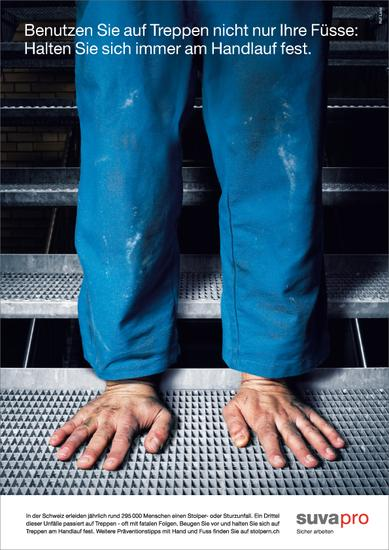 Benutzen Sie auf Treppen nicht nur Ihre Füsse:
Halten Sie sich immer am Handlauf fest.
In der Schweiz erleiden jährlich rund 295 000 Menschen einen Stolper- oder Sturzunfall. Ein Drittel
dieser Unfälle passiert auf Treppen - oft mit fatalen Folgen. Beugen Sie vor und halten Sie sich auf
Treppen am Handlauf fest. Weitere Präventionstipps mit Hand und Fuss finden Sie auf stolpern.ch
suvapro
Sicher arbeiten